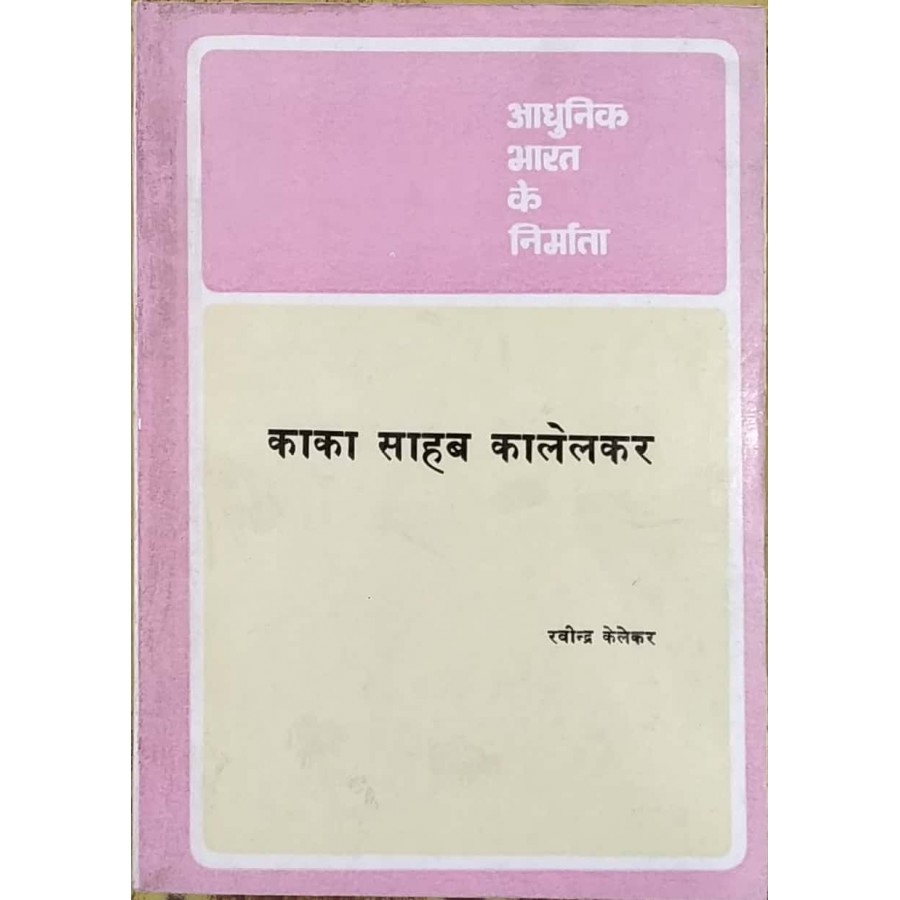 आधुनिक
भारत
के
निर्माता
काका साहब कालेलकर
रवीन्द्र केलेकर